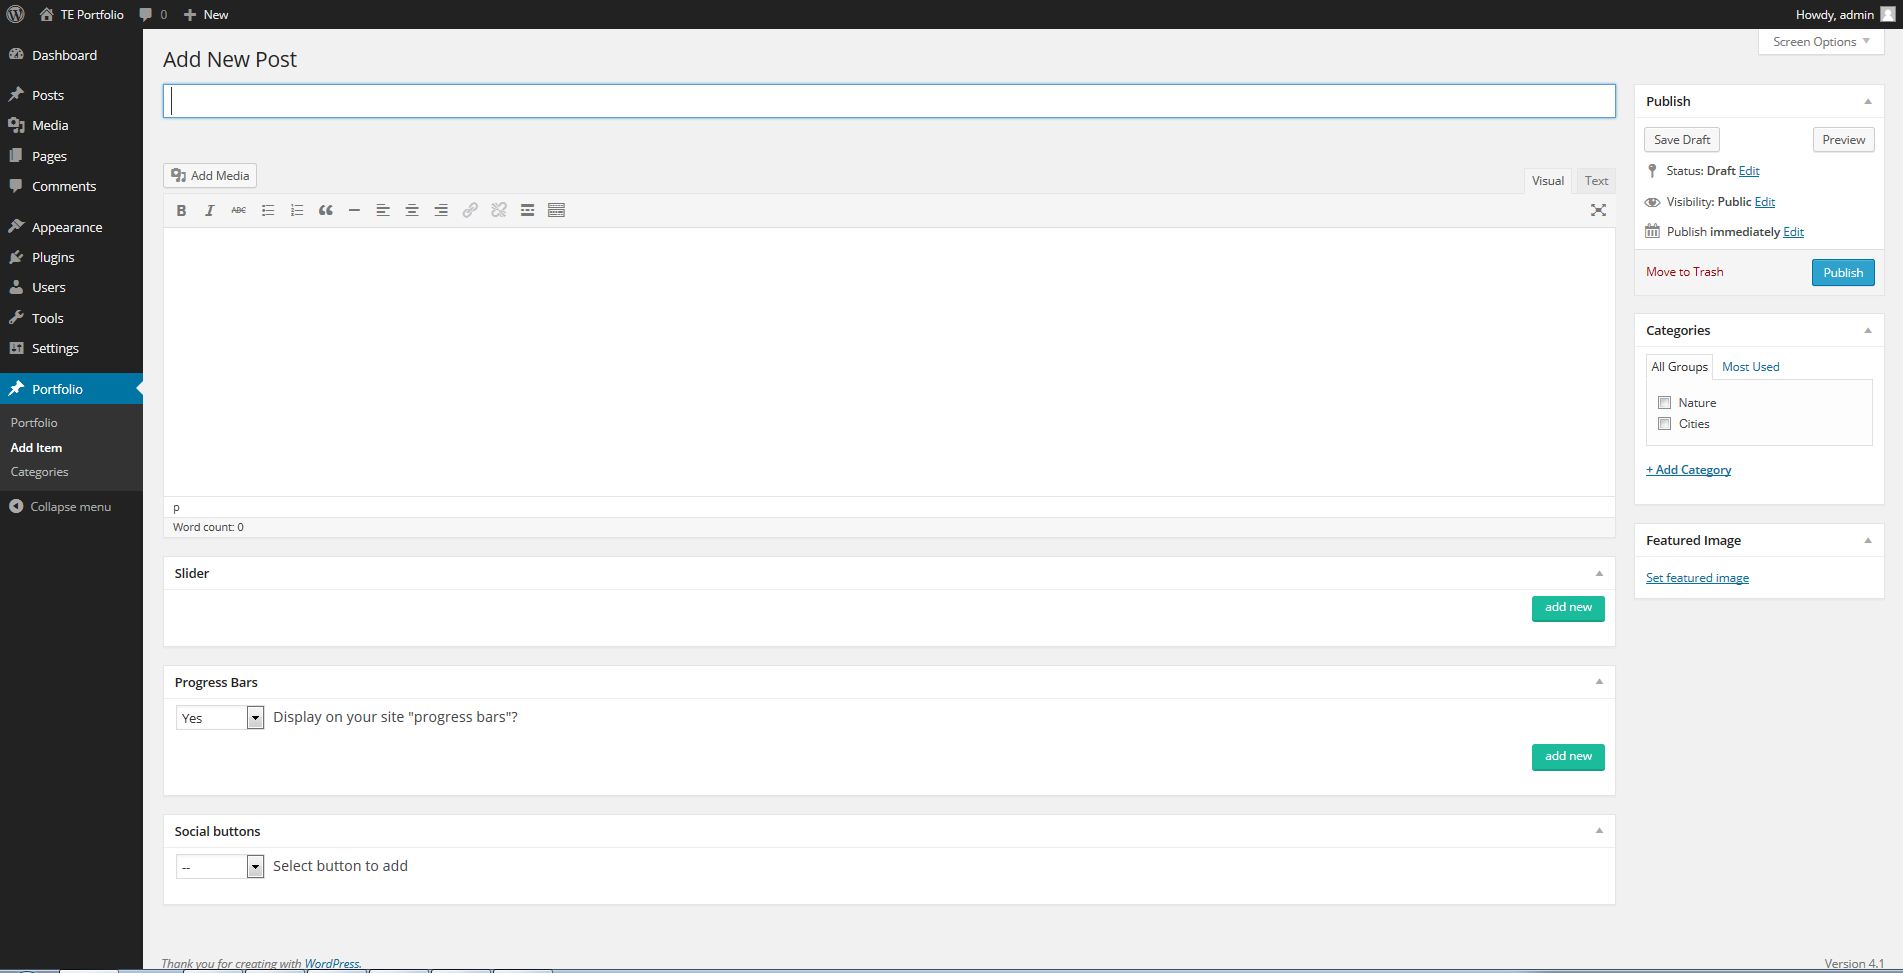 TE Portfolio 0 New Howdy, admin
Screen Options
Dashboard
Posts
Media
Pages
Comments
Appearance
Plugins
Users
Tools
Settings
Portfolio
Portfolio
Add Item
Categories
Collapse menu
Add New Post
Add Media
Visual Text
B I ABC
p
Word count: 0
Slider
add new
Progress Bars
Yes Display on your site "progress bars"?
add new
Social buttons
-- Select button to add
Publish
Save Draft Preview
Status: Draft Edit
Visibility: Public Edit
Publish immediately Edit
Move to Trash Publish
Categories
All Groups Most Used
Nature
Cities
+ Add Category
Featured Image
Set featured image
Thank you for creating with WordPress. Version 4.1